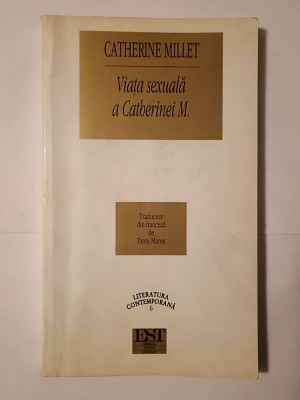 CATHERINE MILLET
Viața sexuală
a Catherinei M.
Traducere
din franceză
de
Doru Mareș
LITERATURA
CONTEMPORANĂ
6
EST